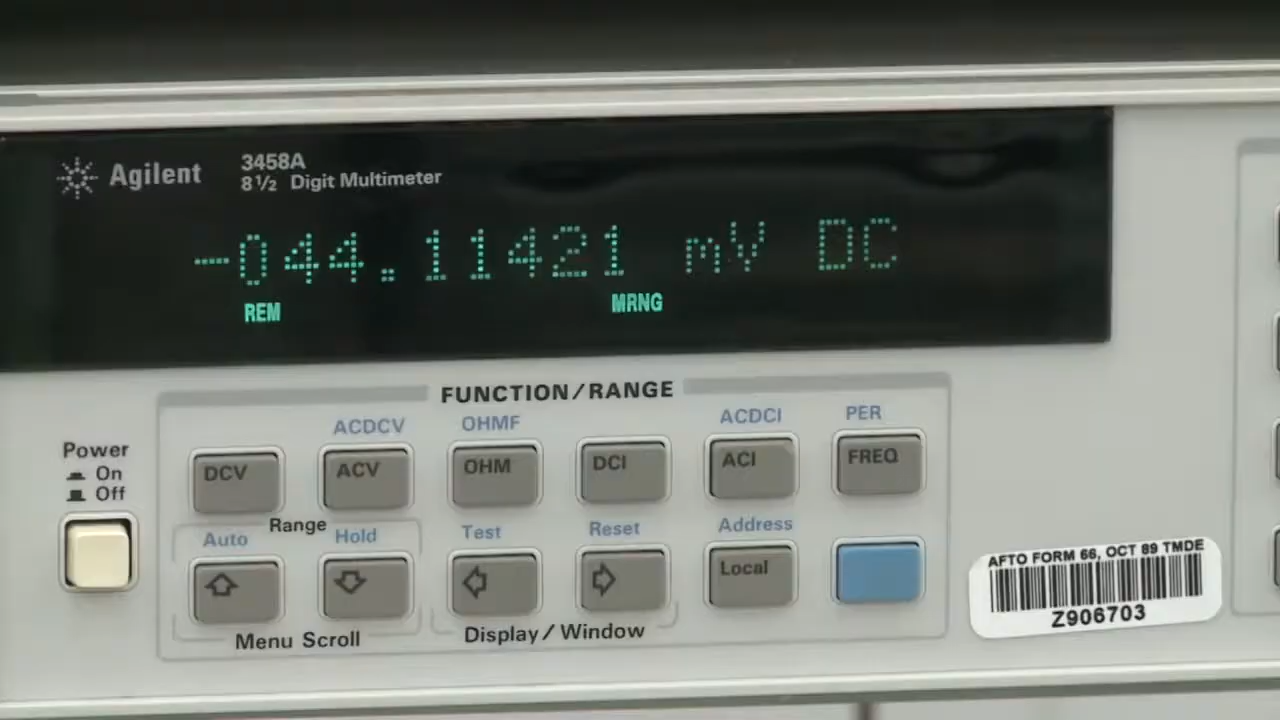 Agilent
3458A
8½ Digit Multimeter
-044.11421 mV DC
REM
MRNG
FUNCTION/RANGE
ACDCV
OHMF
ACDCI
PER
Power
On
Off
DCV
ACV
OHM
DCI
ACI
FREQ
Range
Auto
Hold
Test
Reset
Address
Local
Menu Scroll
Display/Window
AFTO FORM 66, OCT 89 TMDE
Z906703